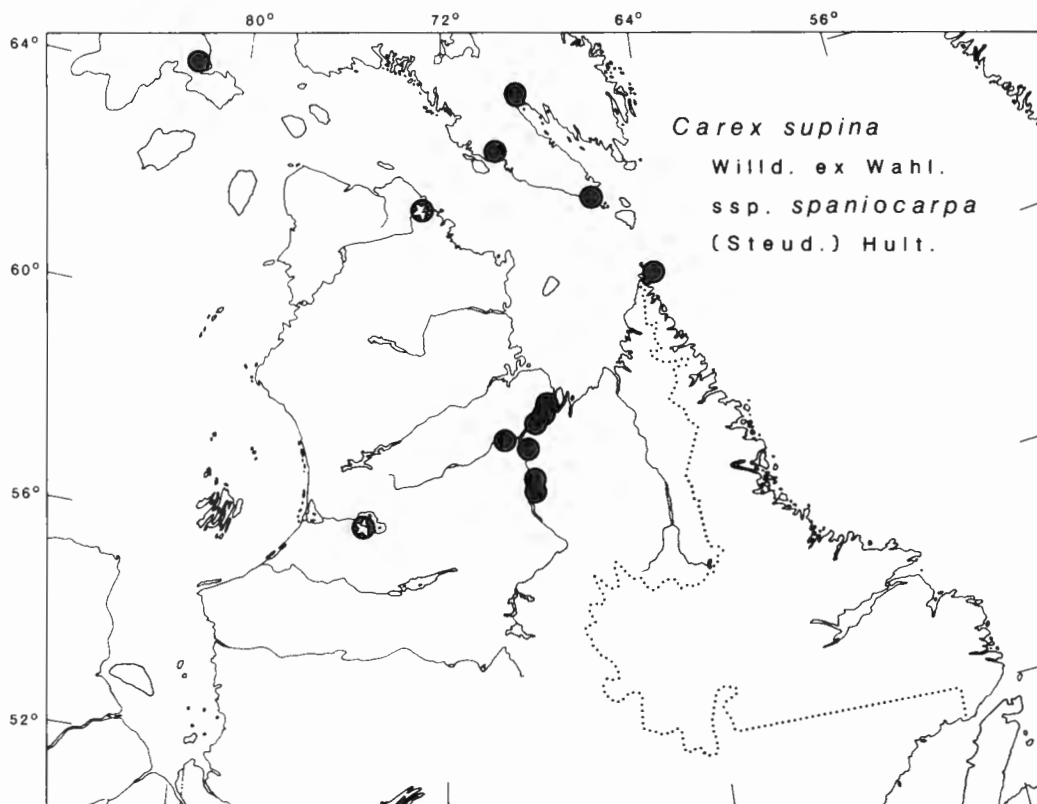 80° 72° 64° 56°
64°
Carex supina
Willd. ex Wahl.
ssp. spaniocarpa
(Steud.) Hult.
60°
56°
52°